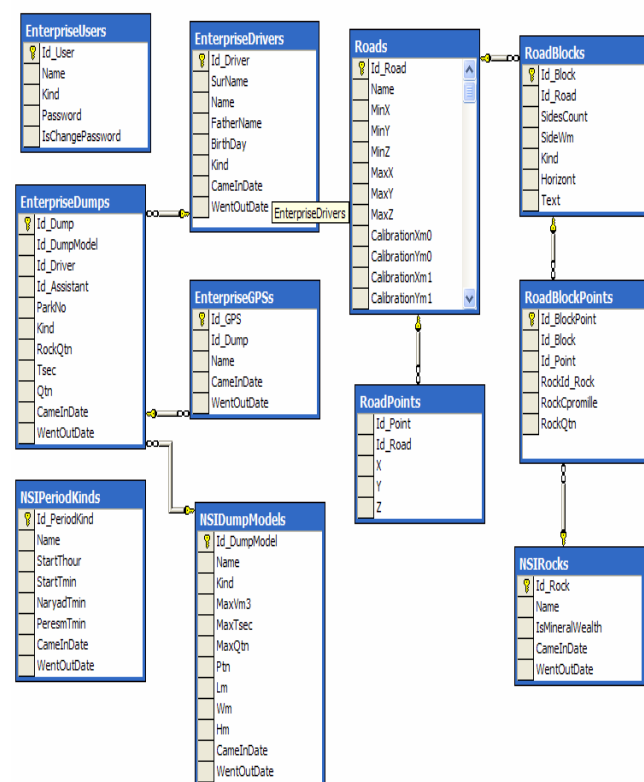 EnterpriseUsers
Id_User
Name
Kind
Password
IsChangePassword
EnterpriseDrivers
Id_Driver
SurName
Name
FatherName
BirthDay
Kind
CameInDate
WentOutDate
EnterpriseDrivers
Roads
Id_Road
Name
MinX
MinY
MinZ
MaxX
MaxY
MaxZ
CalibrationXm0
CalibrationYm0
CalibrationXm1
CalibrationYm1
RoadBlocks
Id_Block
Id_Road
SidesCount
SideWm
Kind
Horizont
Text
EnterpriseDumps
Id_Dump
Id_DumpModel
Id_Driver
Id_Assistant
ParkNo
Kind
RockQtn
Tsec
Qtn
CameInDate
WentOutDate
EnterpriseGPSs
Id_GPS
Id_Dump
Name
CameInDate
WentOutDate
RoadPoints
Id_Point
Id_Road
X
Y
Z
RoadBlockPoints
Id_BlockPoint
Id_Block
Id_Point
RockId_Rock
RockCpromille
RockQtn
NSIPeriodKinds
Id_PeriodKind
Name
StartThour
StartTmin
NaryadTmin
PeresmTmin
CameInDate
WentOutDate
NSIDumpModels
Id_DumpModel
Name
Kind
MaxVm3
MaxTsec
MaxQtn
Ptn
Lm
Wm
Hm
CameInDate
WentOutDate
NSIRocks
Id_Rock
Name
IsMineralWealth
CameInDate
WentOutDate